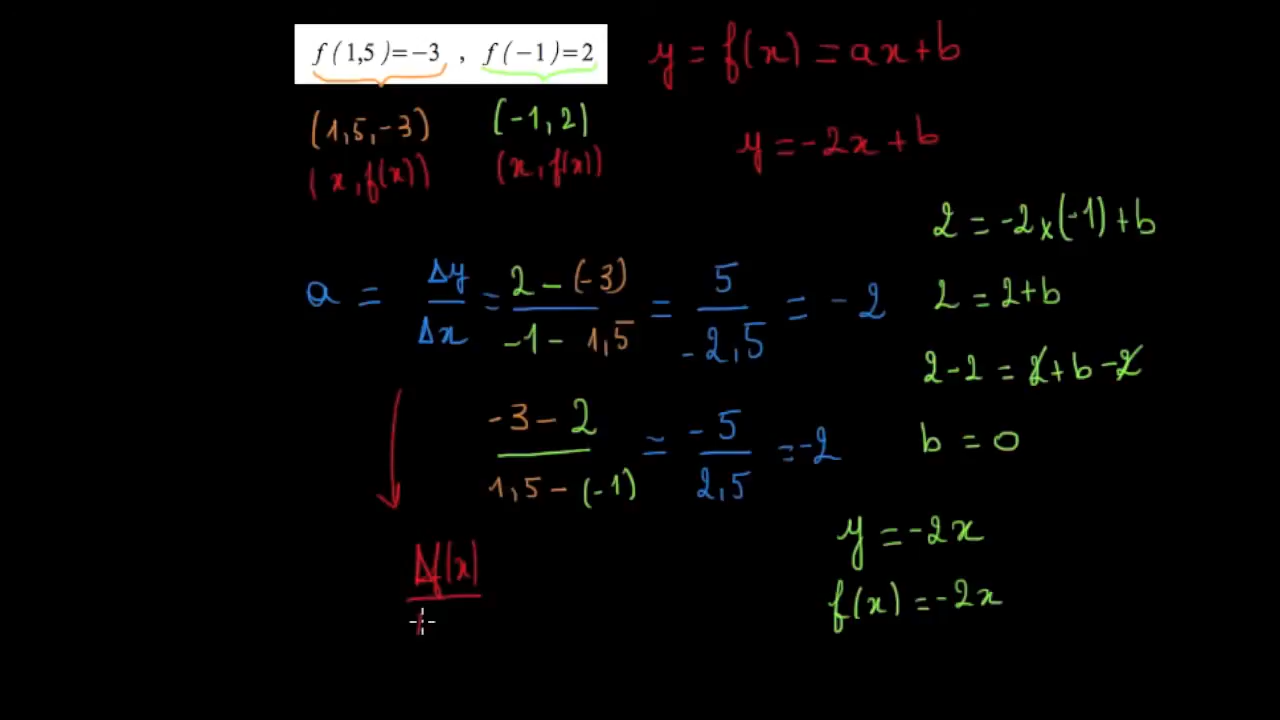 f(1,5)=−3 , f(−1)=2
y = f(x) = ax+b
(1,5,-3) (-1,2)
(x,f(x)) (x,f(x))
y = -2x + b
2 = -2x(-1)+b
a = Δy/Δx = 2-(-3)/-1-1,5 = 5/-2,5 = -2
2 = 2+b
2-2 = 2+b-2
-3-2/1,5-(-1) = -5/2,5 = -2
b = 0
y = -2x
Δf(x)
f(x) = -2x